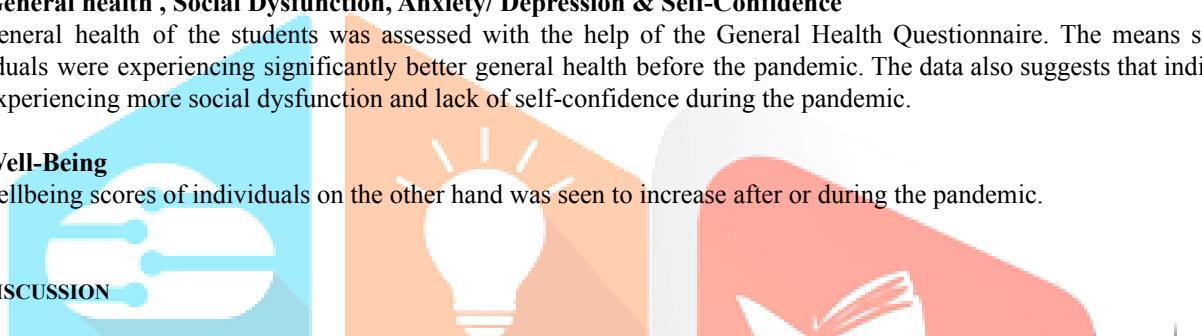 General health , Social Dysfunction, Anxiety/ Depression & Self-Confidence
eneral health of the students was assessed with the help of the General Health Questionnaire. The means
were experiencing significantly better general health before the pandemic. The data also suggests that
xperiencing more social dysfunction and lack of self-confidence during the pandemic.
Well-Being
ellbeing scores of individuals on the other hand was seen to increase after or during the pandemic.
ISCUSSION